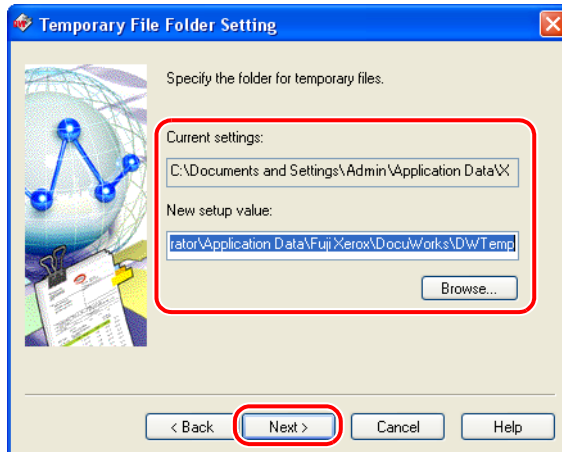 Temporary File Folder Setting
Specify the folder for temporary files.
Current settings:
C:\Documents and Settings\Admin\Application Data\X
New setup value:
rator\Application Data\Fuji Xerox\DocuWorks\DWTemp
Browse...
< Back Next > Cancel Help